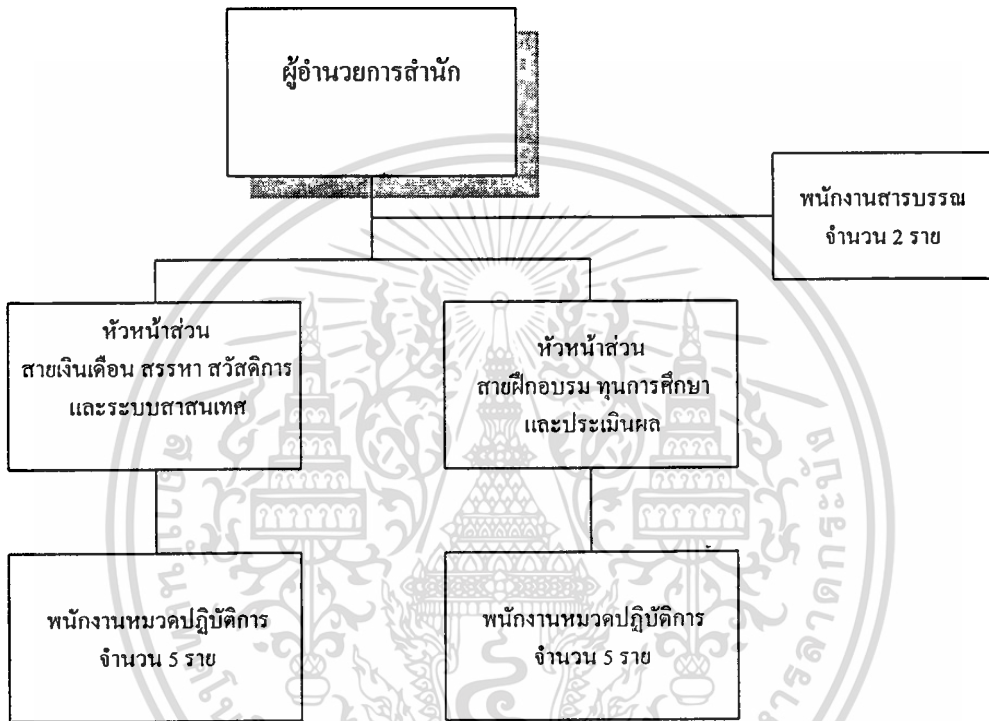 ผู้อำนวยการสำนัก
พนักงานสารบรรณ
จำนวน 2 ราย
หัวหน้าส่วน
สายเงินเดือน สรรหา สวัสดิการ
และระบบสาสนเทศ
หัวหน้าส่วน
สายฝึกอบรม ทุนการศึกษา
และประเมินผล
พนักงานหมวดปฏิบัติการ
จำนวน 5 ราย
พนักงานหมวดปฏิบัติการ
จำนวน 5 ราย